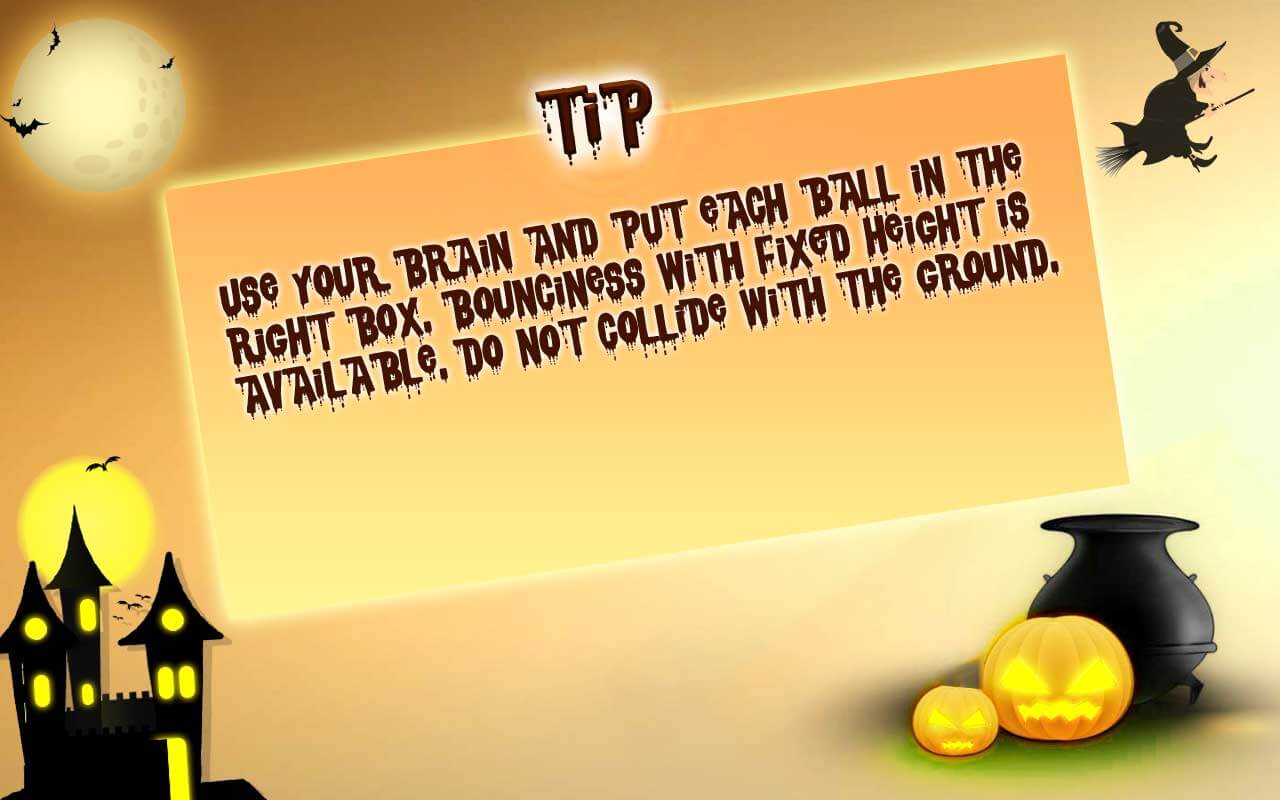 TiP
USe YOUR BRAiN AND PUT eACH BALL iN THe
RiGHT BOX. BOUNCiNeSS WiTH FiXeD HeiGHT iS
AVAiLABLe. DO NOT COLLiDe WiTH THe GROUND.